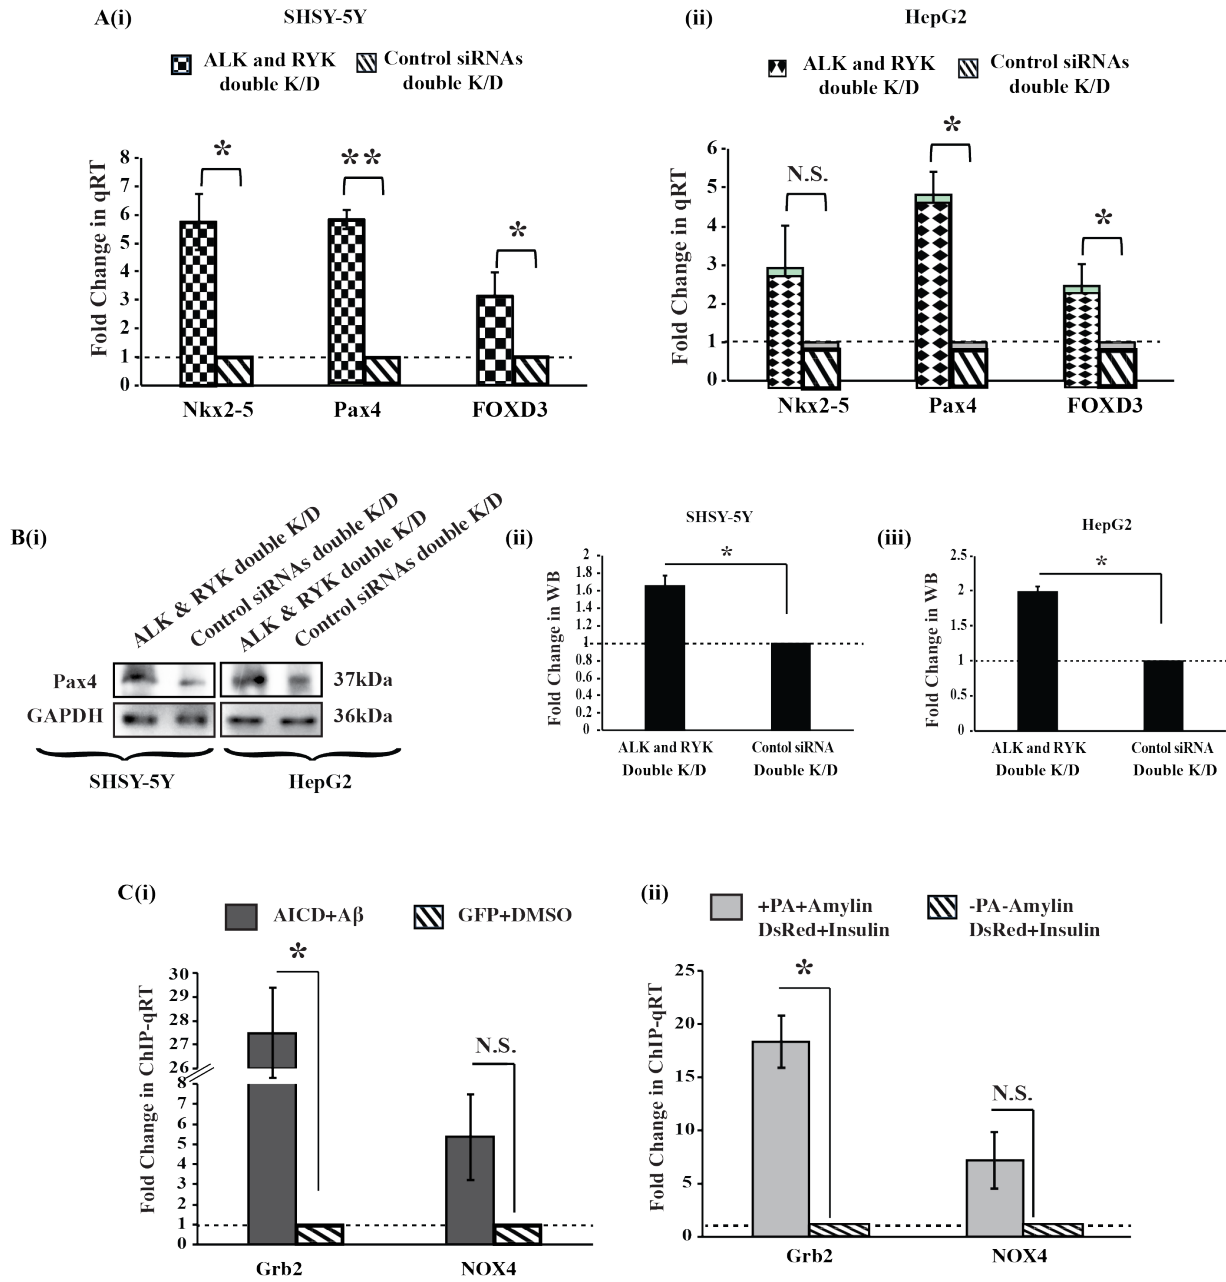 A(i)
SHSY-5Y
ALK and RYK
double K/D
Control siRNAs
double K/D
Fold Change in qRT
8
7
6
5
4
3
2
1
0
*
**
*
Nkx2-5
Pax4
FOXD3
(ii)
HepG2
ALK and RYK
double K/D
Control siRNAs
double K/D
Fold Change in qRT
6
5
4
3
2
1
0
N.S.
*
*
Nkx2-5
Pax4
FOXD3
B(i)
ALK & RYK double K/D
Control siRNAs double K/D
ALK & RYK double K/D
Control siRNAs double K/D
Pax4
37kDa
GAPDH
36kDa
SHSY-5Y
HepG2
(ii)
SHSY-5Y
Fold Change in WB
2
1.8
1.6
1.4
1.2
1
0.8
0.6
0.4
0.2
0
*
ALK and RYK
Double K/D
Contol siRNA
Double K/D
(iii)
HepG2
Fold Change in WB
2.5
2
1.5
1
0.5
0
*
ALK and RYK
Double K/D
Contol siRNA
Double K/D
C(i)
AICD+Aβ
GFP+DMSO
Fold Change in ChIP-qRT
30
29
28
27
26
8
7
6
5
4
3
2
1
0
*
N.S.
Grb2
NOX4
(ii)
+PA+Amylin
DsRed+Insulin
-PA-Amylin
DsRed+Insulin
Fold Change in ChIP-qRT
25
20
15
10
5
0
*
N.S.
Grb2
NOX4